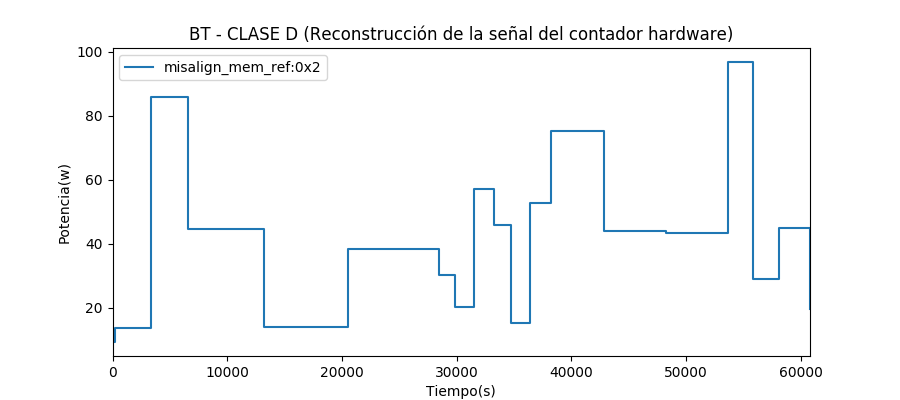 BT - CLASE D (Reconstrucción de la señal del contador hardware)
misalign_mem_ref:0x2
Potencia(w)
100
80
60
40
20
0 10000 20000 30000 40000 50000 60000
Tiempo(s)